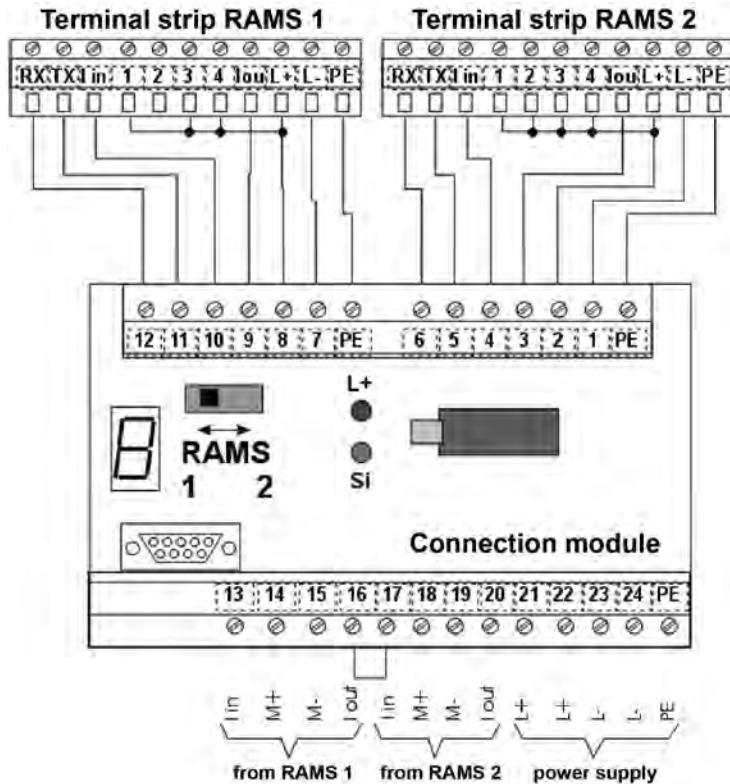 Terminal strip RAMS 1 Terminal strip RAMS 2
RX TX I in 1 2 3 4 Iou L+ L- PE RX TX I in 1 2 3 4 Iou L+ L- PE
12 11 10 9 8 7 PE 6 5 4 3 2 1 PE
L+
8
RAMS
1 2
Si
Connection module
13 14 15 16 17 18 19 20 21 22 23 24 PE
I in M+ M- I out I in M+ M- I out L+ L+ L- L- PE
from RAMS 1 from RAMS 2 power supply